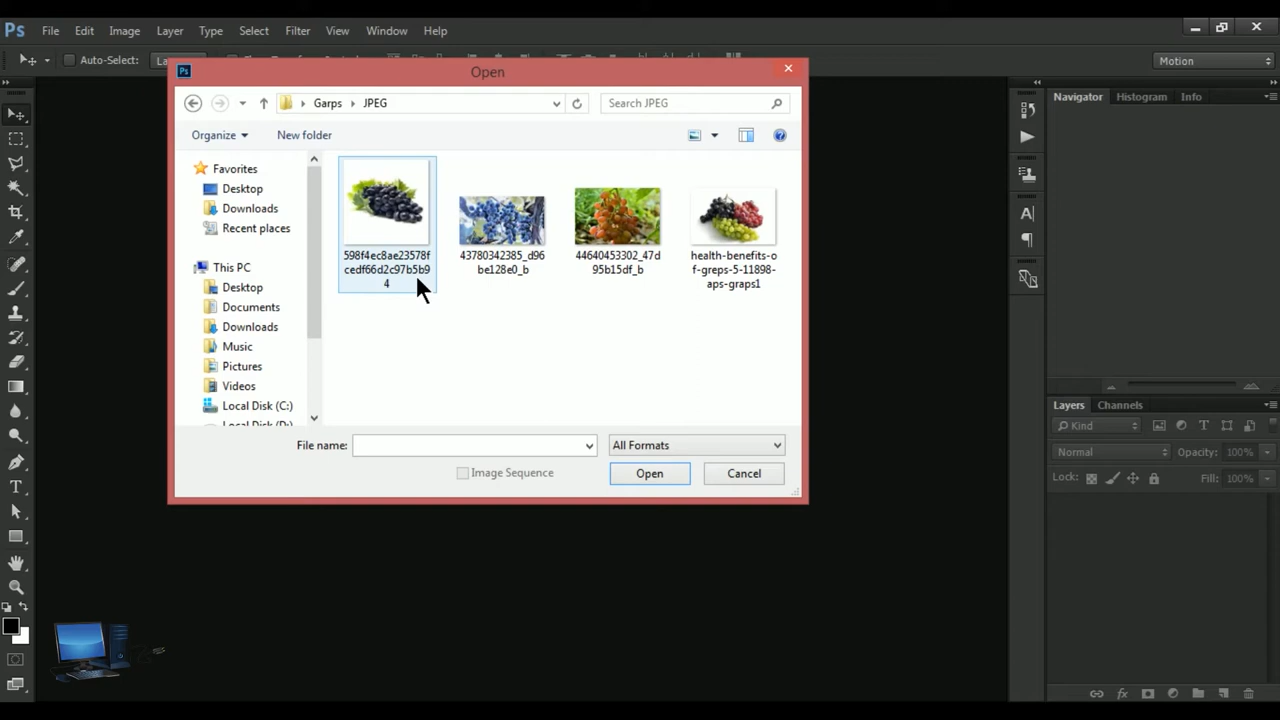 Ps File Edit Image Layer Type Select Filter View Window Help
Auto-Select:
Motion
Open
Garps JPEG
Search JPEG
Organize New folder
Favorites
Desktop
Downloads
Recent places
This PC
Desktop
Documents
Downloads
Music
Pictures
Videos
Local Disk (C:)
Local Disk (D:)
598f4ec8ae23578f
cedf66d2c97b5b9
4
43780342385_d96
be128e0_b
44640453302_47d
95b15df_b
health-benefits-o
f-greps-5-11898-
aps-graps1
File name:
All Formats
Image Sequence
Open Cancel
Navigator Histogram Info
Layers Channels
Kind
Normal Opacity: 100%
Lock: Fill: 100%